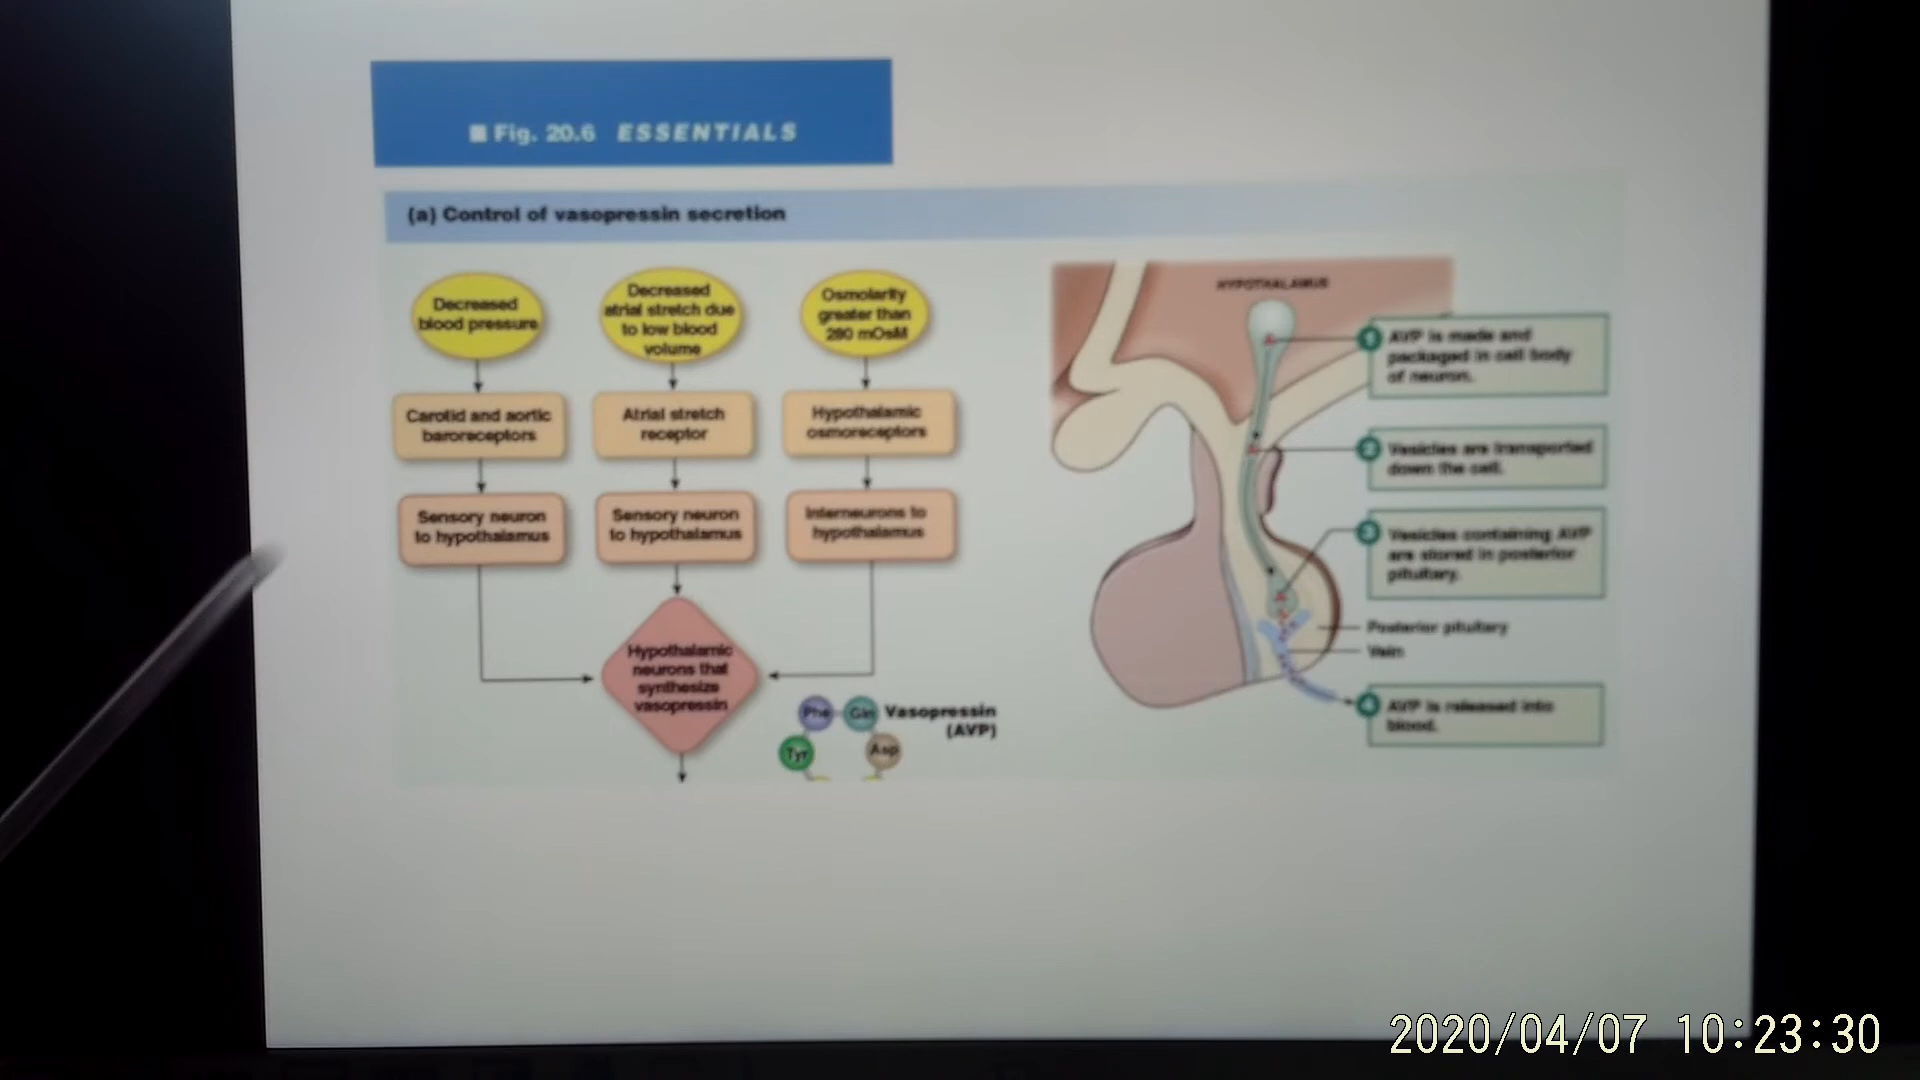 ■ Fig. 20.6 ESSENTIALS
(a) Control of vasopressin secretion
Decreased
blood pressure
Decreased
atrial stretch due
to low blood
volume
Osmolarity
greater than
280 mOsM
Carotid and aortic
baroreceptors
Atrial stretch
receptor
Hypothalamic
osmoreceptors
Sensory neuron
to hypothalamus
Sensory neuron
to hypothalamus
Interneurons to
hypothalamus
Hypothalamic
neurons that
synthesize
vasopressin
Phe
Gln
Vasopressin
(AVP)
Tyr
Asp
HYPOTHALAMUS
1 AVP is made and
packaged in cell body
of neuron.
2 Vesicles are transported
down the cell.
3 Vesicles containing AVP
are stored in posterior
pituitary.
Posterior pituitary
Vein
4 AVP is released into
blood.
2020/04/07 10:23:30